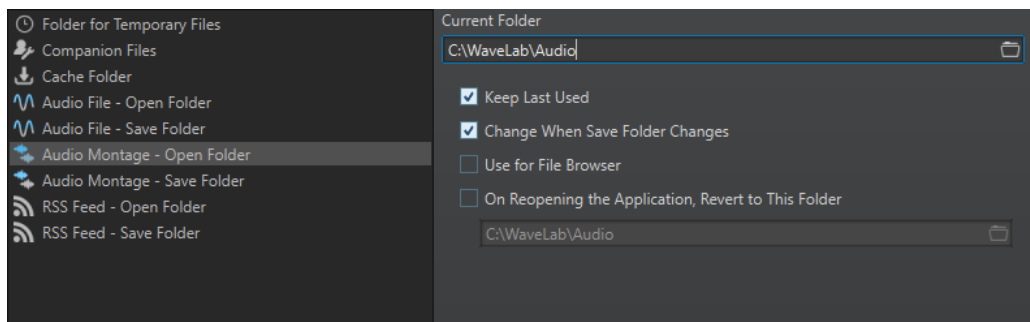 Folder for Temporary Files
Companion Files
Cache Folder
Audio File - Open Folder
Audio File - Save Folder
Audio Montage - Open Folder
Audio Montage - Save Folder
RSS Feed - Open Folder
RSS Feed - Save Folder
Current Folder
C:\WaveLab\Audio
Keep Last Used
Change When Save Folder Changes
Use for File Browser
On Reopening the Application, Revert to This Folder
C:\WaveLab\Audio